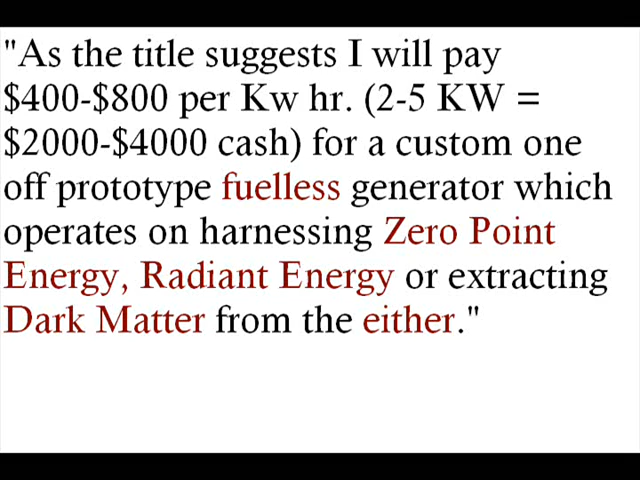 "As the title suggests I will pay
$400-$800 per Kw hr. (2-5 KW =
$2000-$4000 cash) for a custom one
off prototype fuelless generator which
operates on harnessing Zero Point
Energy, Radiant Energy or extracting
Dark Matter from the either."